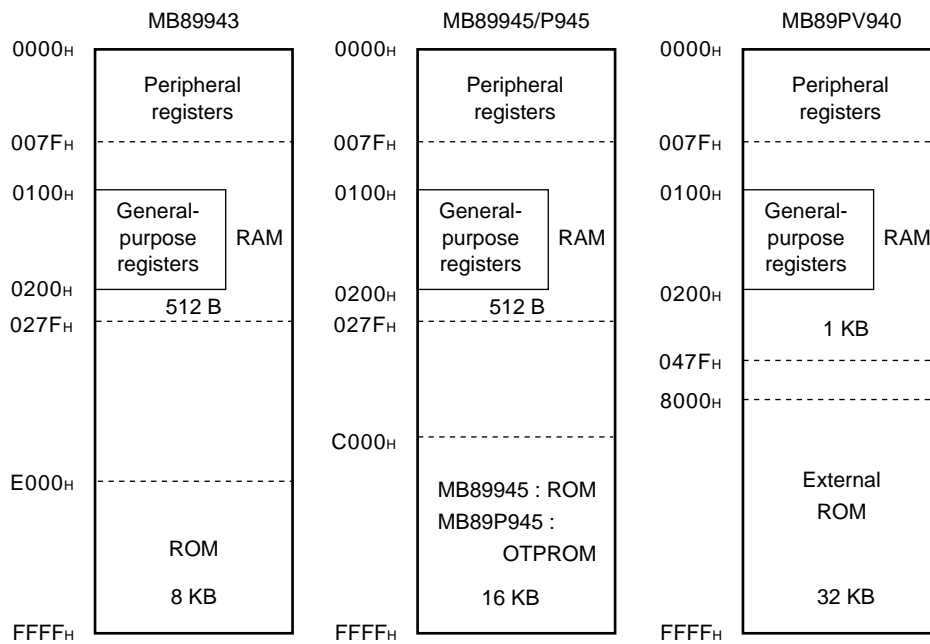 MB89943
0000H
Peripheral
registers
007FH
0100H
General-
purpose
registers
RAM
0200H
512 B
027FH
E000H
ROM
8 KB
FFFFH
MB89945/P945
0000H
Peripheral
registers
007FH
0100H
General-
purpose
registers
RAM
0200H
512 B
027FH
C000H
MB89945 : ROM
MB89P945 :
OTPROM
16 KB
FFFFH
MB89PV940
0000H
Peripheral
registers
007FH
0100H
General-
purpose
registers
RAM
0200H
1 KB
047FH
8000H
External
ROM
32 KB
FFFFH